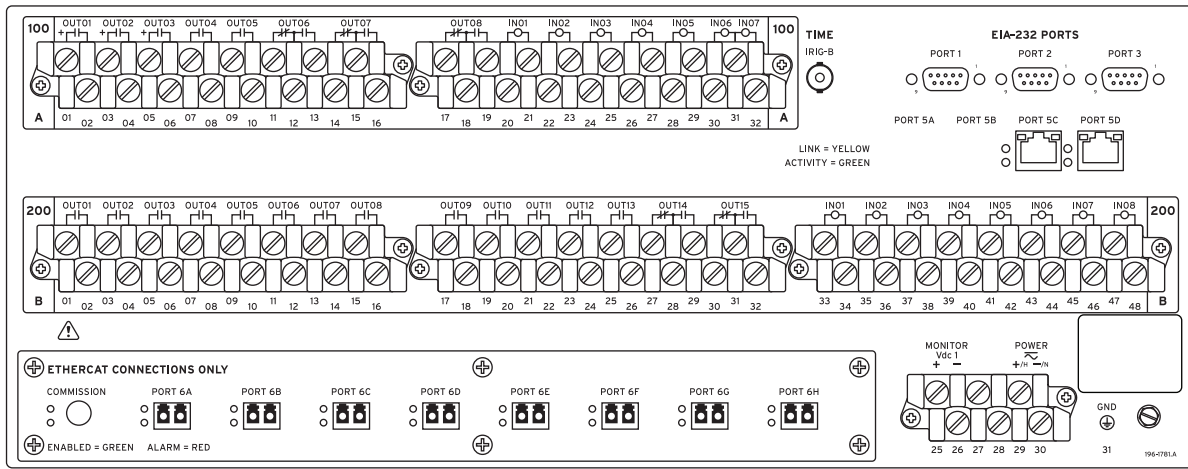 100 OUT01 OUT02 OUT03 OUT04 OUT05 OUT06 OUT07 OUT08 IN01 IN02 IN03 IN04 IN05 IN06 IN07 100
+ + +
A 01 02 03 04 05 06 07 08 09 10 11 12 13 14 15 16 17 18 19 20 21 22 23 24 25 26 27 28 29 30 31 32 A
TIME
IRIG-B
EIA-232 PORTS
PORT 1 PORT 2 PORT 3
1 1 1
9 9 9
PORT 5A PORT 5B PORT 5C PORT 5D
LINK = YELLOW
ACTIVITY = GREEN
200 OUT01 OUT02 OUT03 OUT04 OUT05 OUT06 OUT07 OUT08 OUT09 OUT10 OUT11 OUT12 OUT13 OUT14 OUT15 IN01 IN02 IN03 IN04 IN05 IN06 IN07 IN08 200
B 01 02 03 04 05 06 07 08 09 10 11 12 13 14 15 16 17 18 19 20 21 22 23 24 25 26 27 28 29 30 31 32 33 34 35 36 37 38 39 40 41 42 43 44 45 46 47 48 B
ETHERCAT CONNECTIONS ONLY
COMMISSION PORT 6A PORT 6B PORT 6C PORT 6D PORT 6E PORT 6F PORT 6G PORT 6H
ENABLED = GREEN ALARM = RED
MONITOR POWER
Vdc 1
+ − +/H −/N
25 26 27 28 29 30
GND
31
196-1781.A